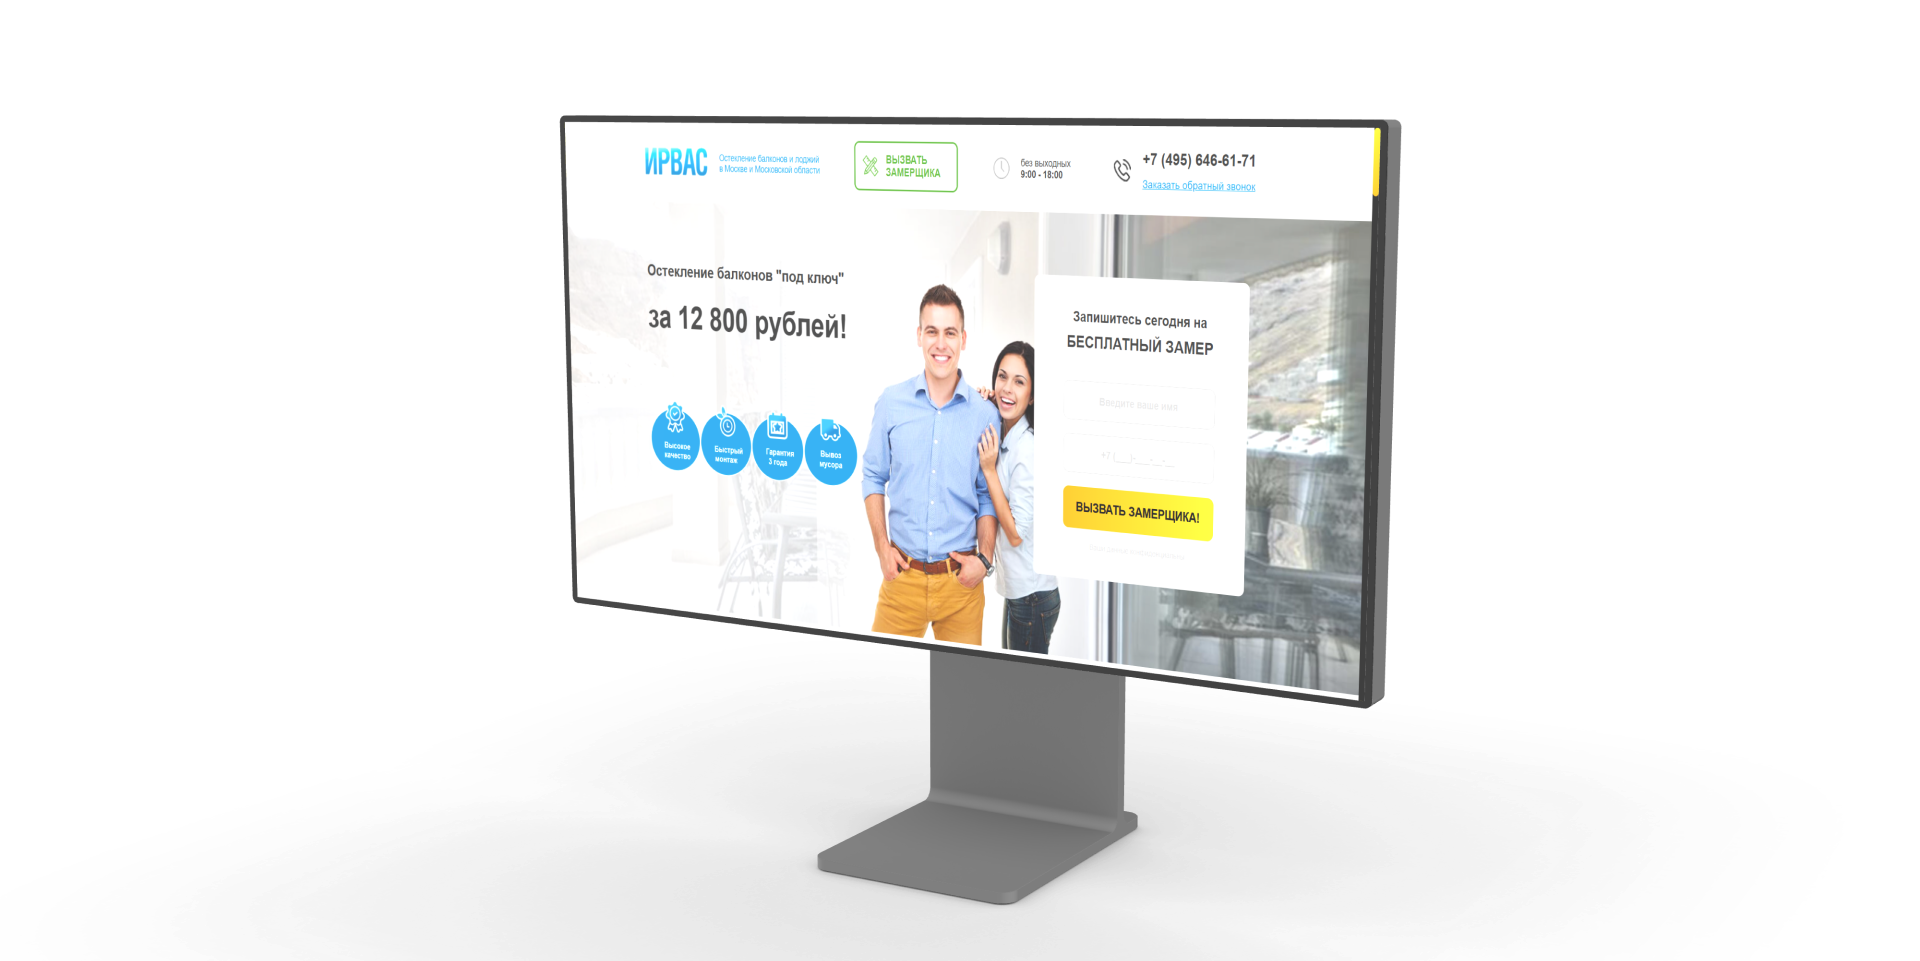 ИРВАС
Остекление балконов и лоджий
в Москве и Московской области
ВЫЗВАТЬ
ЗАМЕРЩИКА
без выходных
9:00 - 18:00
+7 (495) 646-61-71
Заказать обратный звонок
Остекление балконов "под ключ"
за 12 800 рублей!
Высокое
качество
Быстрый
монтаж
Гарантия
3 года
Вывоз
мусора
Запишитесь сегодня на
БЕСПЛАТНЫЙ ЗАМЕР
Введите ваше имя
+7 (___)-___-__-__
ВЫЗВАТЬ ЗАМЕРЩИКА!